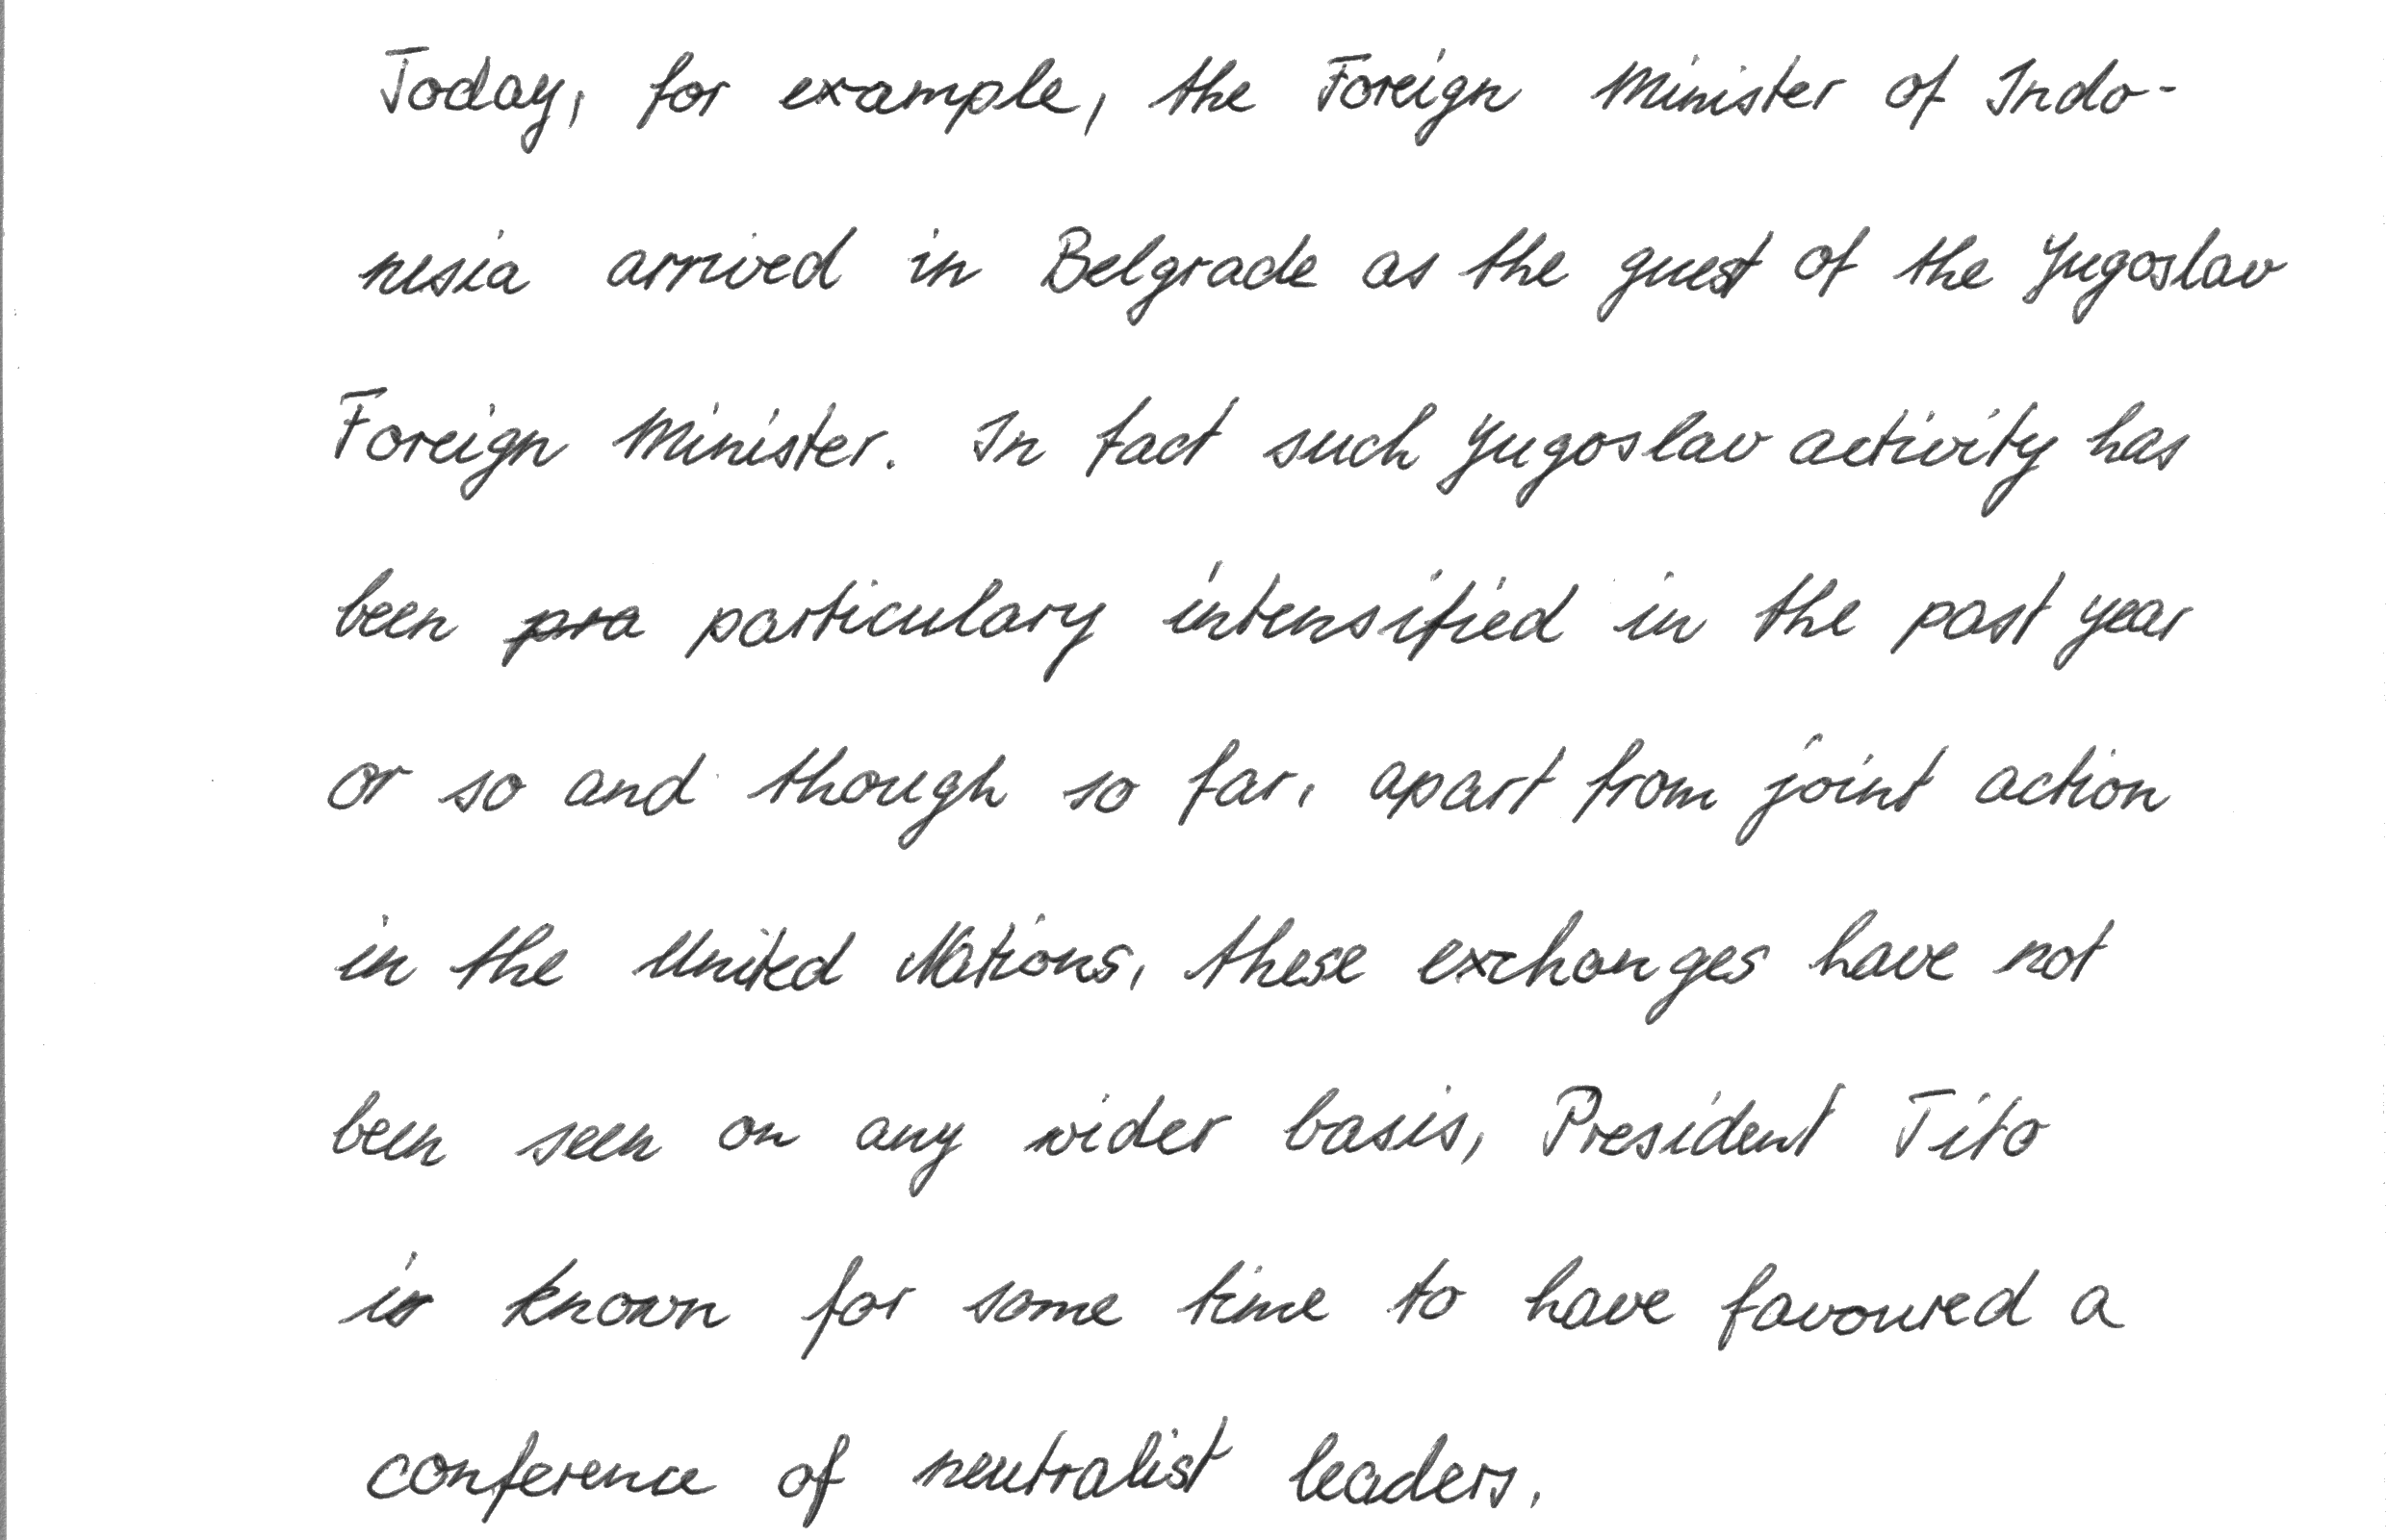 Today, for example, the Foreign Minister of Indo-
nesia arrived in Belgrade as the guest of the Yugoslav
Foreign Minister. In fact such Yugoslav activity has
been pra particulary intensified in the past year
or so and though so far, apart from joint action
in the United Nations, these exchanges have not
been seen on any wider basis, President Tito
is known for some time to have favoured a
conference of neutralist leaders.